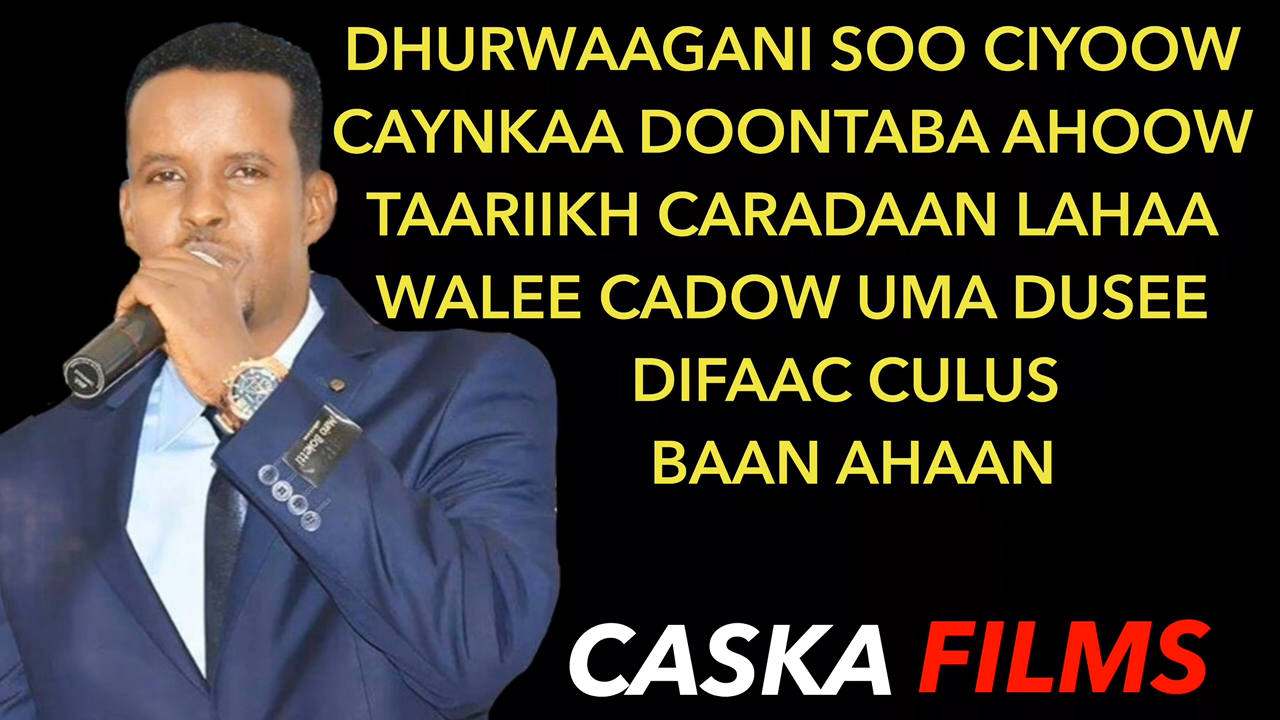 DHURWAAGANI SOO CIYOOW
CAYNKAA DOONTABA AHOOW
TAARIIKH CARADAAN LAHAA
WALEE CADOW UMA DUSEE
DIFAAC CULUS
BAAN AHAAN
CASKA FILMS